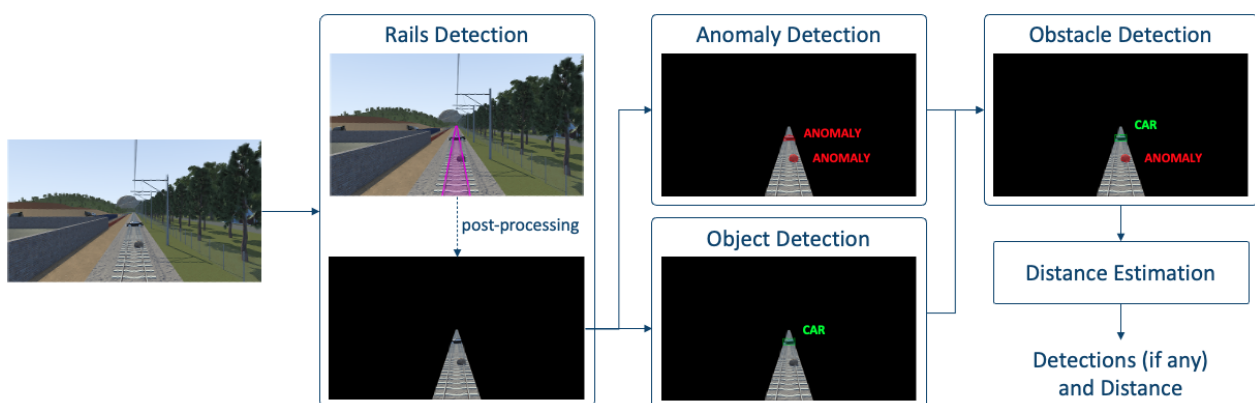 Rails Detection
post-processing
Anomaly Detection
ANOMALY
ANOMALY
Object Detection
CAR
Obstacle Detection
CAR
ANOMALY
Distance Estimation
Detections (if any)
and Distance